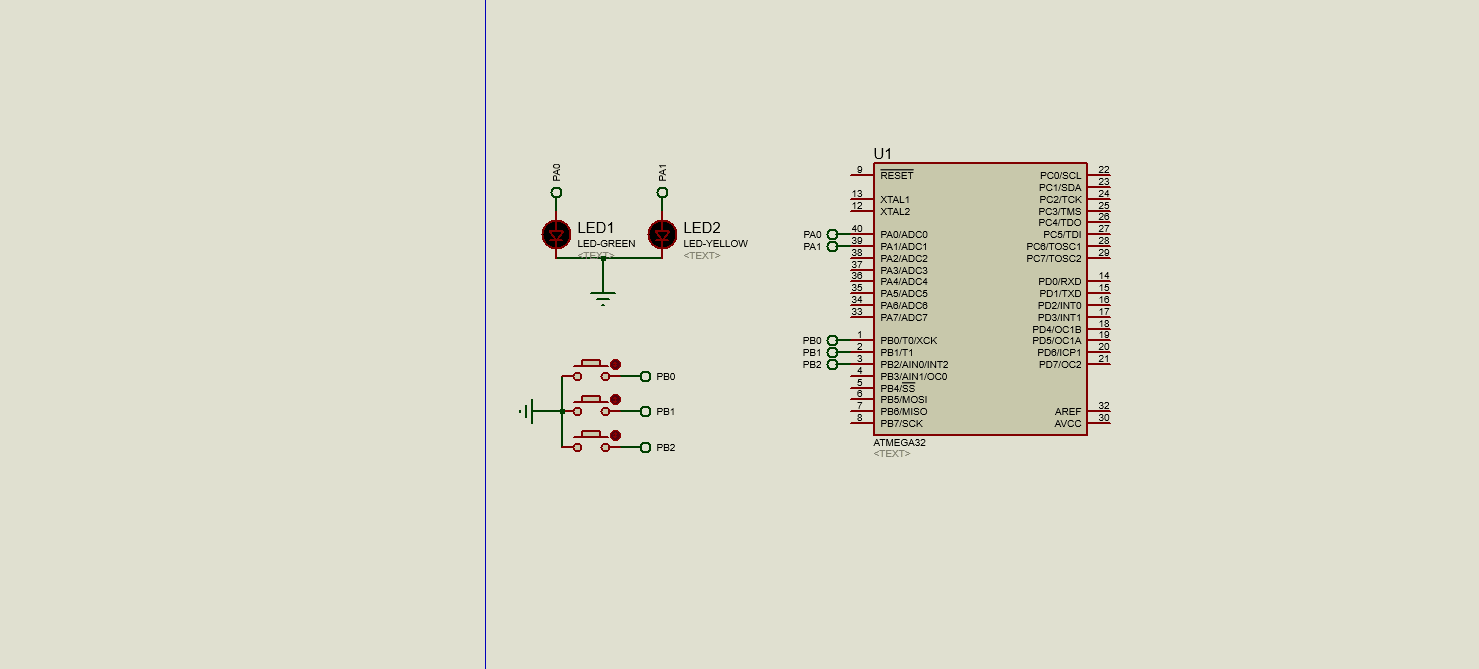 PA0
PA1
LED1
LED-GREEN
<TEXT>
LED2
LED-YELLOW
<TEXT>
PB0
PB1
PB2
U1
9 RESET
13 XTAL1
12 XTAL2
PA0 40 PA0/ADC0
PA1 39 PA1/ADC1
38 PA2/ADC2
37 PA3/ADC3
36 PA4/ADC4
35 PA5/ADC5
34 PA6/ADC6
33 PA7/ADC7
PB0 1 PB0/T0/XCK
PB1 2 PB1/T1
PB2 3 PB2/AIN0/INT2
4 PB3/AIN1/OC0
5 PB4/SS
6 PB5/MOSI
7 PB6/MISO
8 PB7/SCK
PC0/SCL 22
PC1/SDA 23
PC2/TCK 24
PC3/TMS 25
PC4/TDO 26
PC5/TDI 27
PC6/TOSC1 28
PC7/TOSC2 29
PD0/RXD 14
PD1/TXD 15
PD2/INT0 16
PD3/INT1 17
PD4/OC1B 18
PD5/OC1A 19
PD6/ICP1 20
PD7/OC2 21
AREF 32
AVCC 30
ATMEGA32
<TEXT>